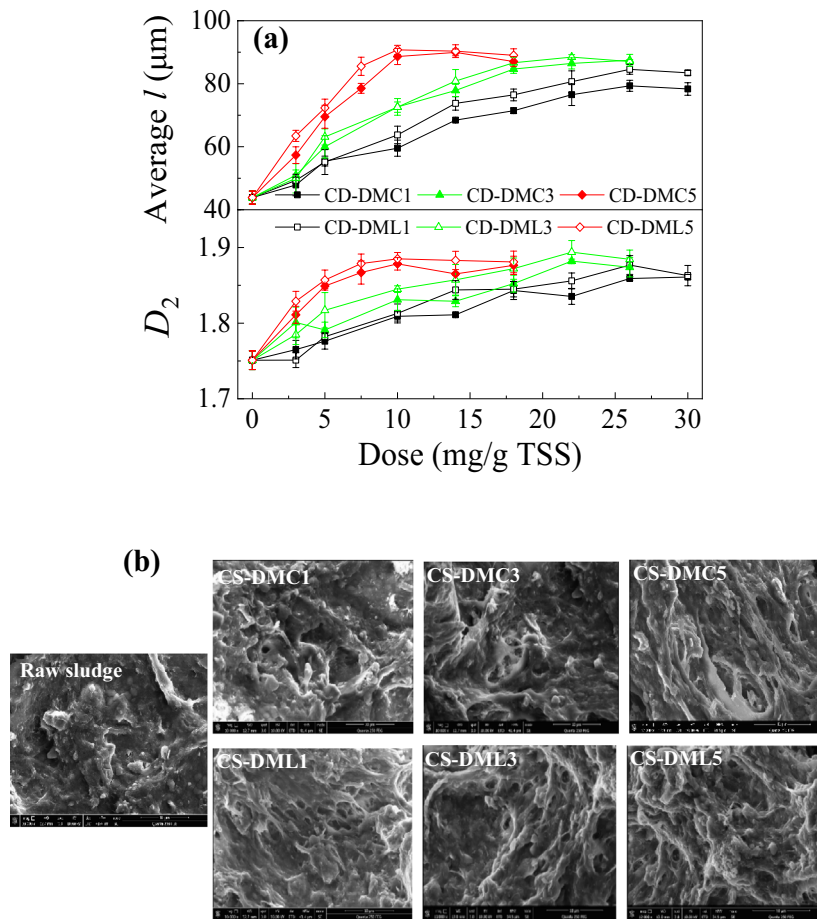 (a)
Average l (μm)
100
80
60
40
CD-DMC1 CD-DMC3 CD-DMC5
CD-DML1 CD-DML3 CD-DML5
D2
1.9
1.8
1.7
0 5 10 15 20 25 30
Dose (mg/g TSS)
(b)
CS-DMC1 CS-DMC3 CS-DMC5
Raw sludge
CS-DML1 CS-DML3 CS-DML5